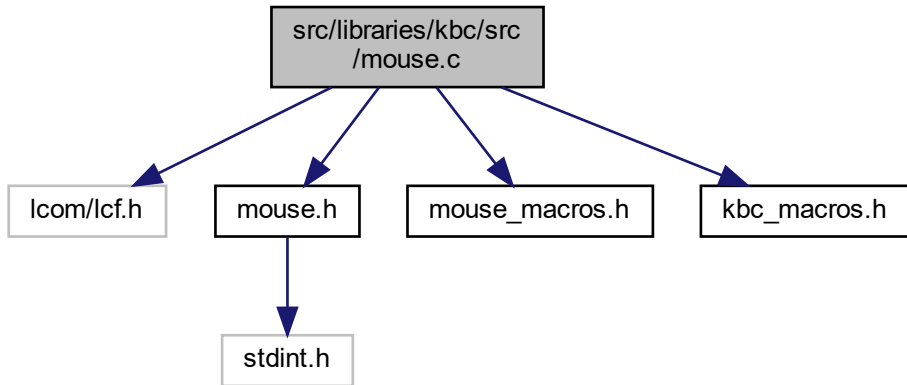 src/libraries/kbc/src
/mouse.c
lcom/lcf.h
mouse.h
mouse_macros.h
kbc_macros.h
stdint.h